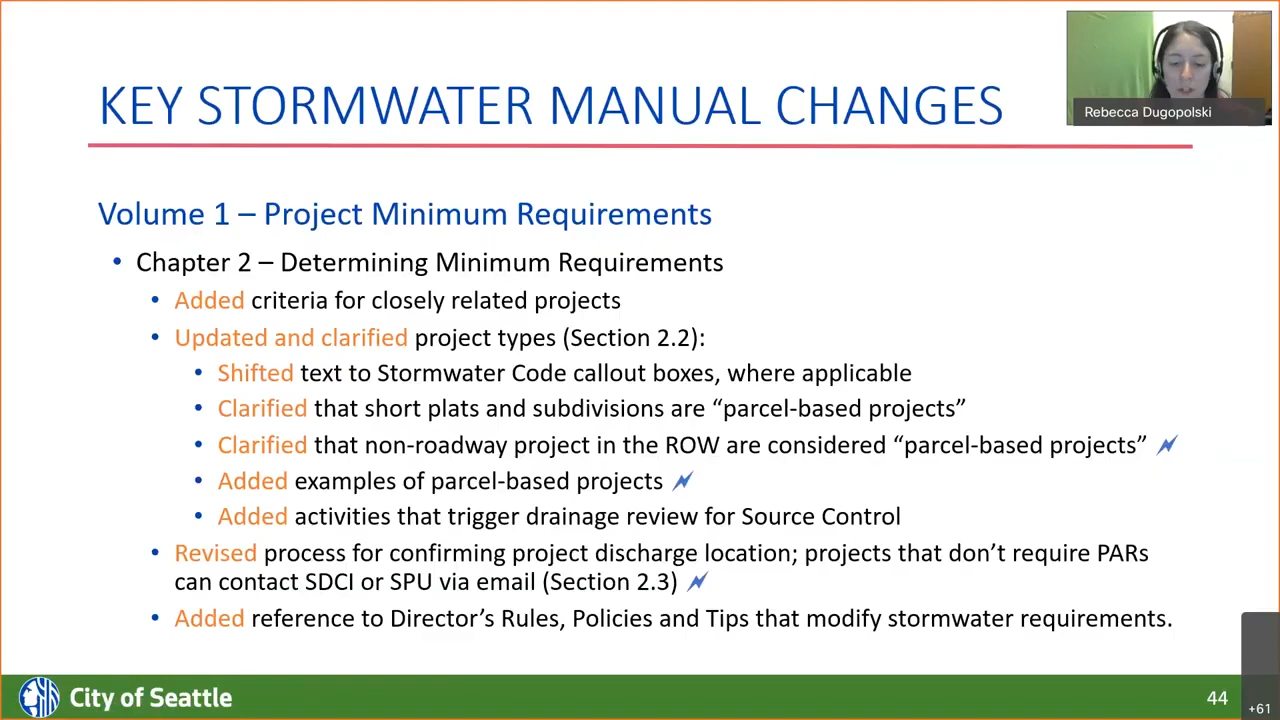 KEY STORMWATER MANUAL CHANGES
Rebecca Dugopolski
Volume 1 – Project Minimum Requirements
• Chapter 2 – Determining Minimum Requirements
• Added criteria for closely related projects
• Updated and clarified project types (Section 2.2):
• Shifted text to Stormwater Code callout boxes, where applicable
• Clarified that short plats and subdivisions are “parcel-based projects”
• Clarified that non-roadway project in the ROW are considered “parcel-based projects”
• Added examples of parcel-based projects
• Added activities that trigger drainage review for Source Control
• Revised process for confirming project discharge location; projects that don’t require PARs
can contact SDCI or SPU via email (Section 2.3)
• Added reference to Director’s Rules, Policies and Tips that modify stormwater requirements.
City of Seattle
44
+61